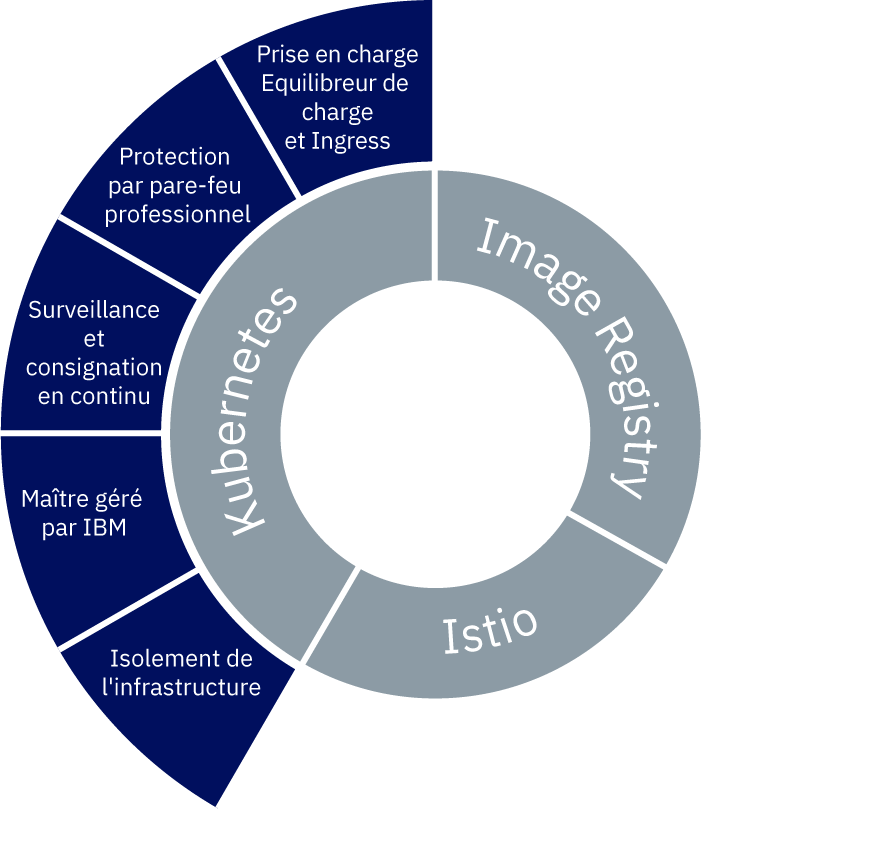 Prise en charge
Equilibreur de
charge
et Ingress
Protection
par pare-feu
professionnel
Surveillance
et
consignation
en continu
Maître géré
par IBM
Isolement de
l'infrastructure
Kubernetes
Image Registry
Istio